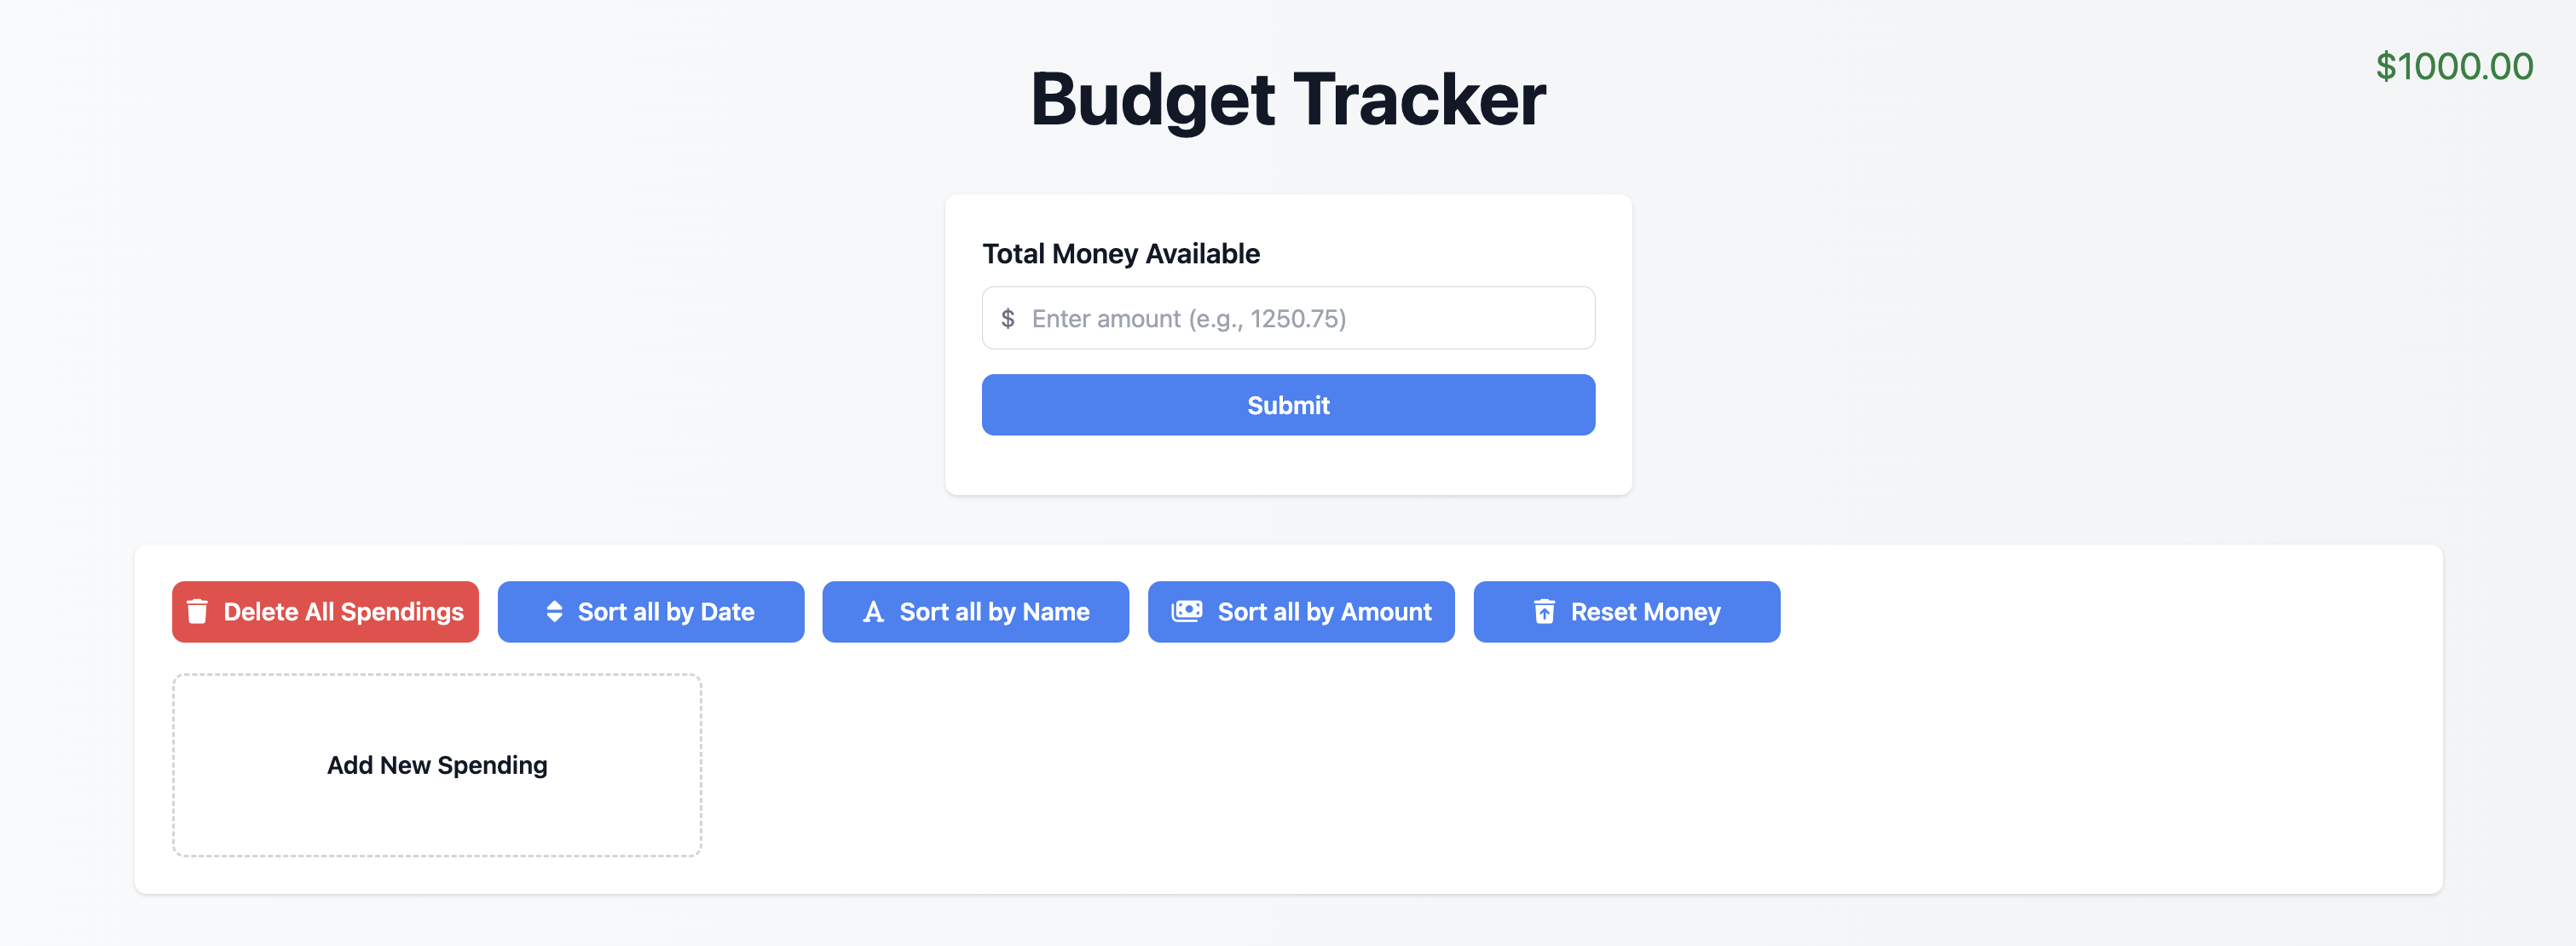 $1000.00
Budget Tracker
Total Money Available
$ Enter amount (e.g., 1250.75)
Submit
Delete All Spendings
Sort all by Date
Sort all by Name
Sort all by Amount
Reset Money
Add New Spending